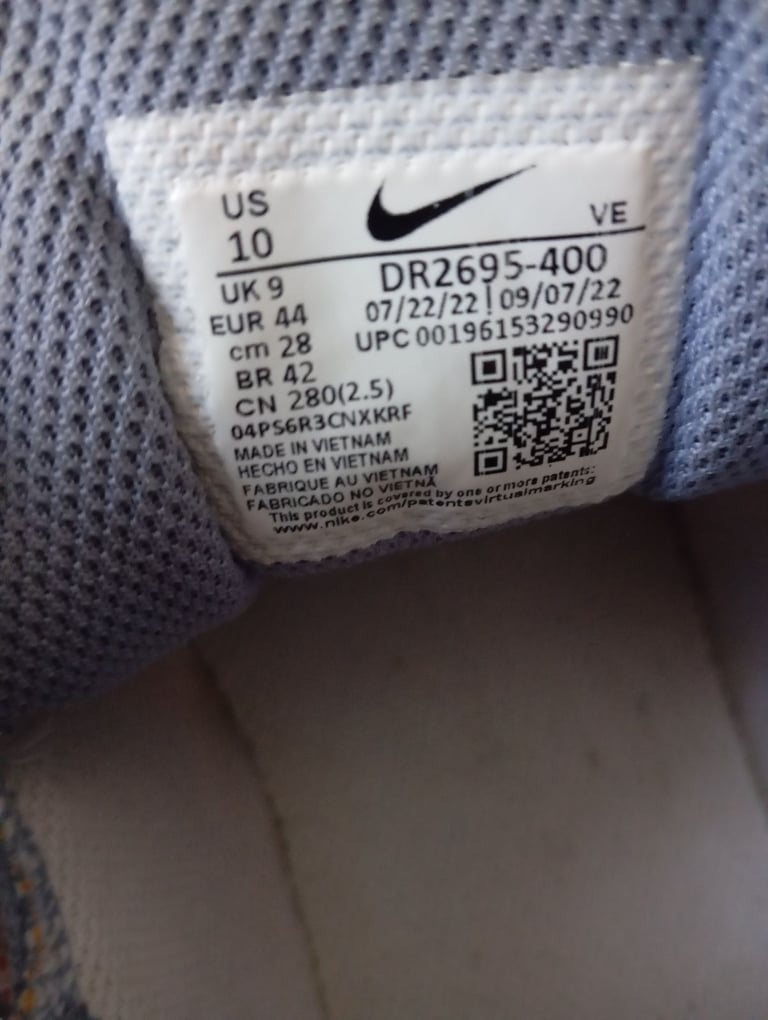 US
10
VE
UK 9
EUR 44
cm 28
BR 42
CN 280(2.5)
04PS6R3CNXKRF
MADE IN VIETNAM
HECHO EN VIETNAM
FABRIQUE AU VIETNAM
FABRICADO NO VIETNÃ
DR2695-400
07/22/22 | 09/07/22
UPC 00196153290990
This product is covered by one or more patents:
www.nike.com/patentsvirtualmarking